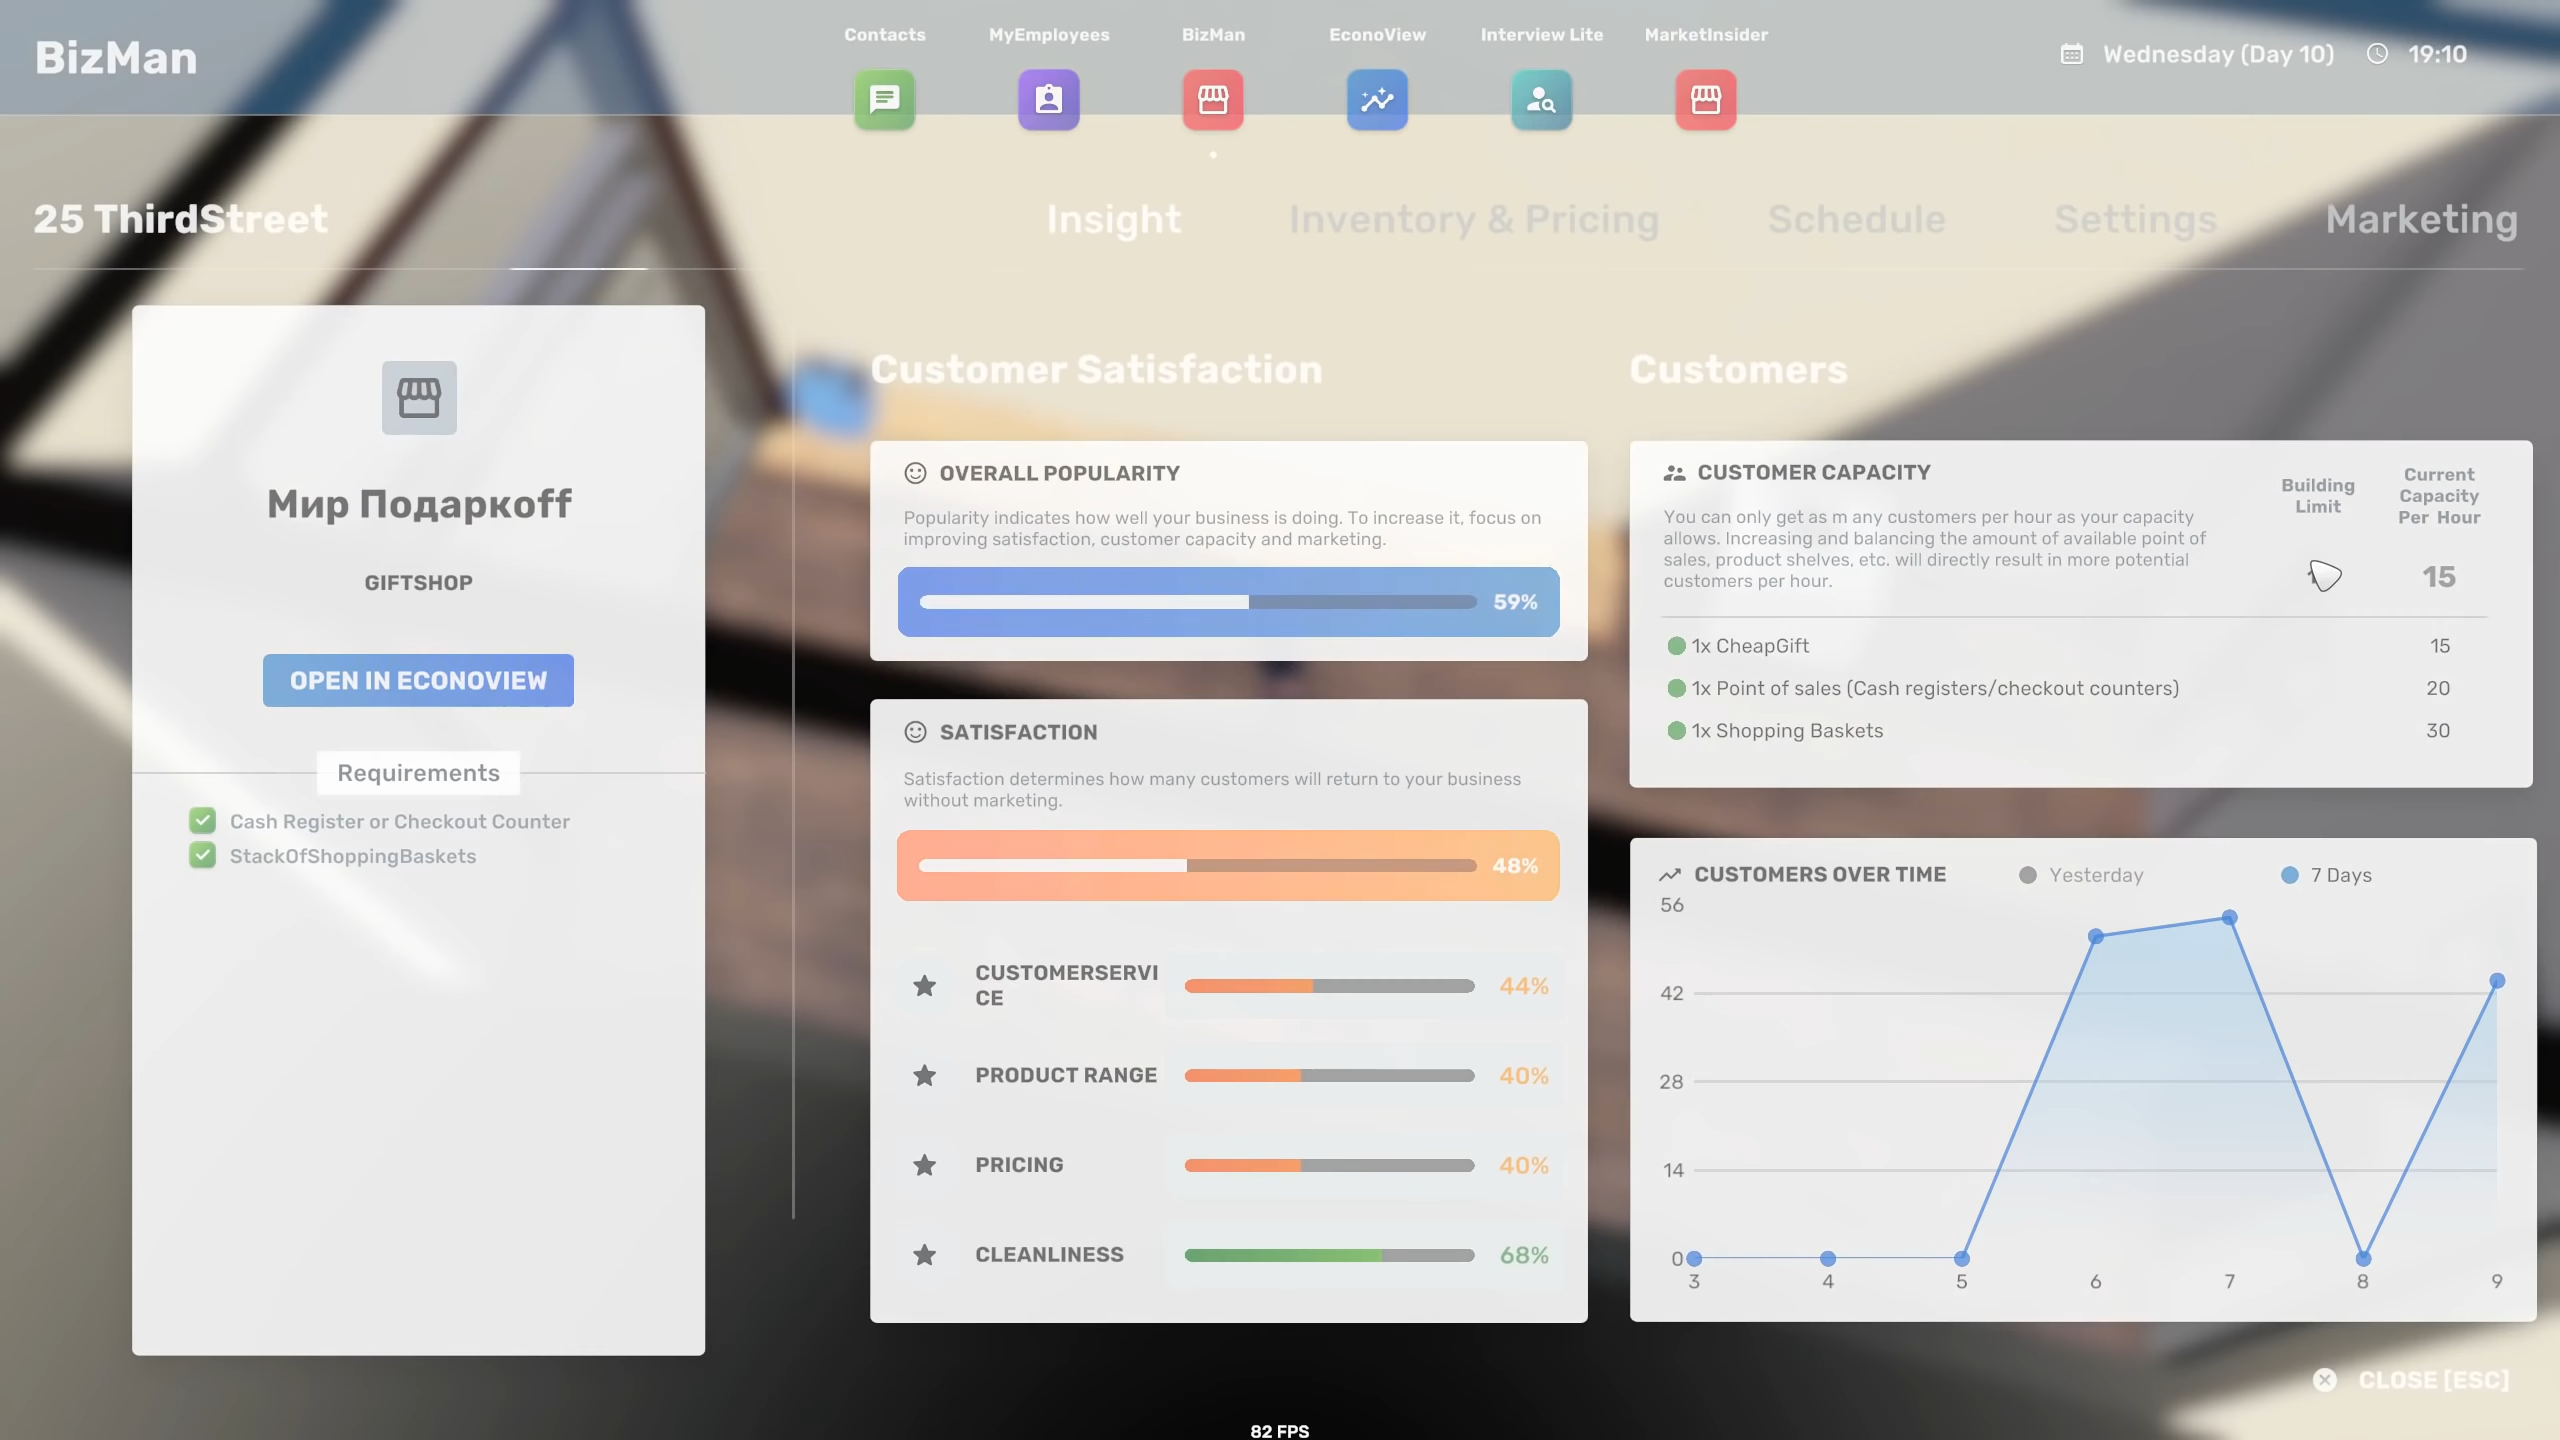 BizMan
Contacts
MyEmployees
BizMan
EconoView
Interview Lite
MarketInsider
Wednesday (Day 10)
19:10
25 ThirdStreet
Insight
Inventory & Pricing
Schedule
Settings
Marketing
Мир Подаркоff
GIFTSHOP
OPEN IN ECONOVIEW
Requirements
Cash Register or Checkout Counter
StackOfShoppingBaskets
Customer Satisfaction
OVERALL POPULARITY
Popularity indicates how well your business is doing. To increase it, focus on
improving satisfaction, customer capacity and marketing.
59%
SATISFACTION
Satisfaction determines how many customers will return to your business
without marketing.
48%
CUSTOMERSERVI
CE
44%
PRODUCT RANGE
40%
PRICING
40%
CLEANLINESS
68%
Customers
CUSTOMER CAPACITY
Building
Limit
Current
Capacity
Per Hour
You can only get as m any customers per hour as your capacity
allows. Increasing and balancing the amount of available point of
sales, product shelves, etc. will directly result in more potential
customers per hour.
15
1x CheapGift
15
1x Point of sales (Cash registers/checkout counters)
20
1x Shopping Baskets
30
CUSTOMERS OVER TIME
Yesterday
7 Days
56
42
28
14
0
3
4
5
6
7
8
9
CLOSE [ESC]
82 FPS